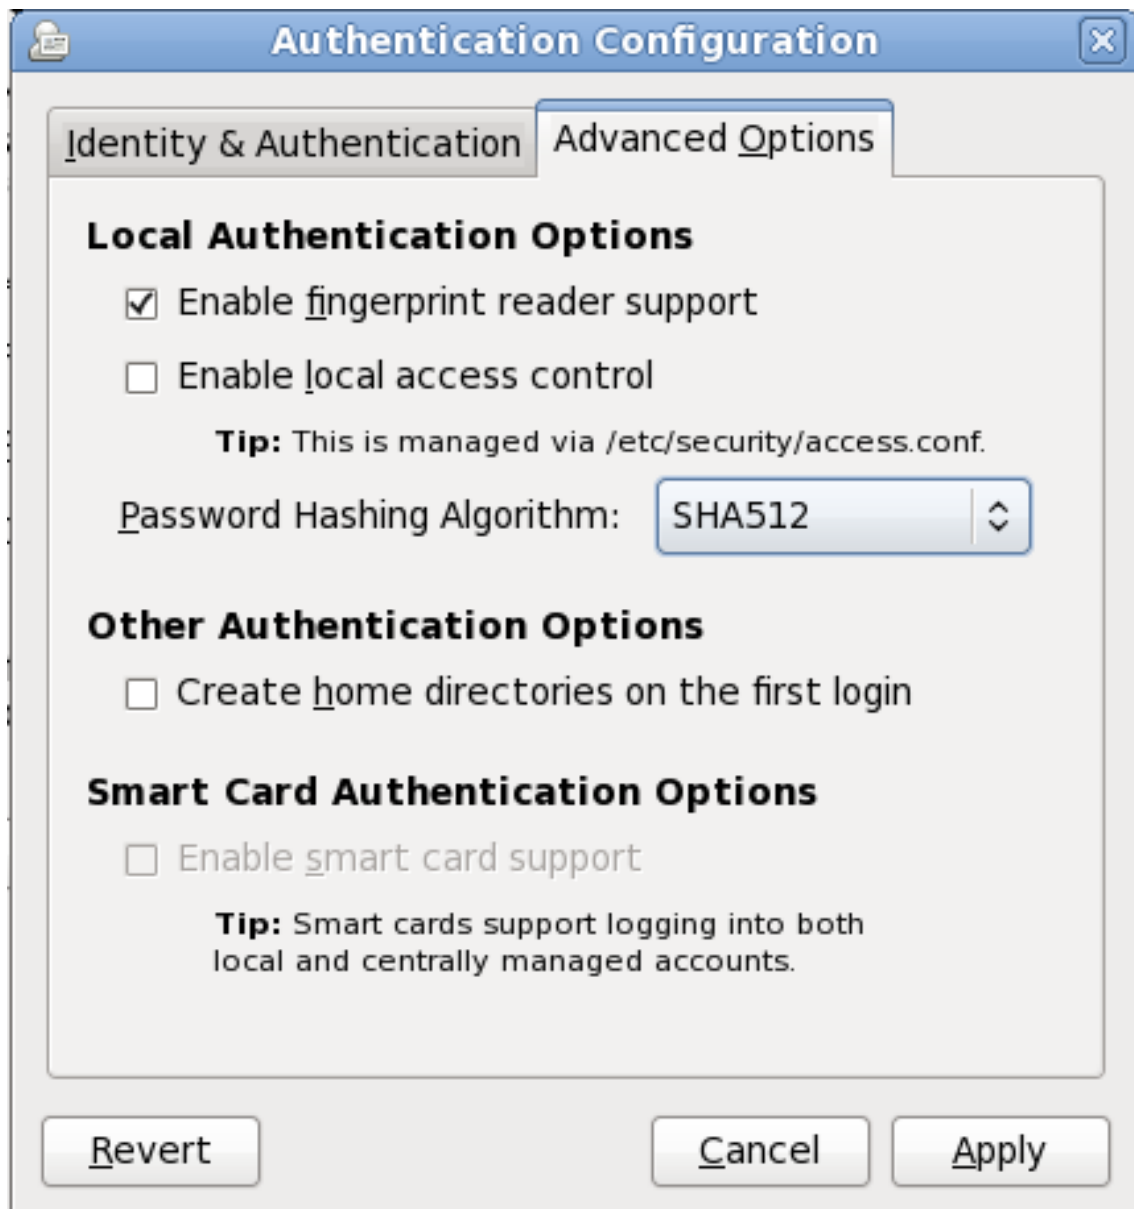 Authentication Configuration
Identity & Authentication
Advanced Options
Local Authentication Options
Enable fingerprint reader support
Enable local access control
Tip: This is managed via /etc/security/access.conf.
Password Hashing Algorithm: SHA512
Other Authentication Options
Create home directories on the first login
Smart Card Authentication Options
Enable smart card support
Tip: Smart cards support logging into both
local and centrally managed accounts.
Revert
Cancel
Apply